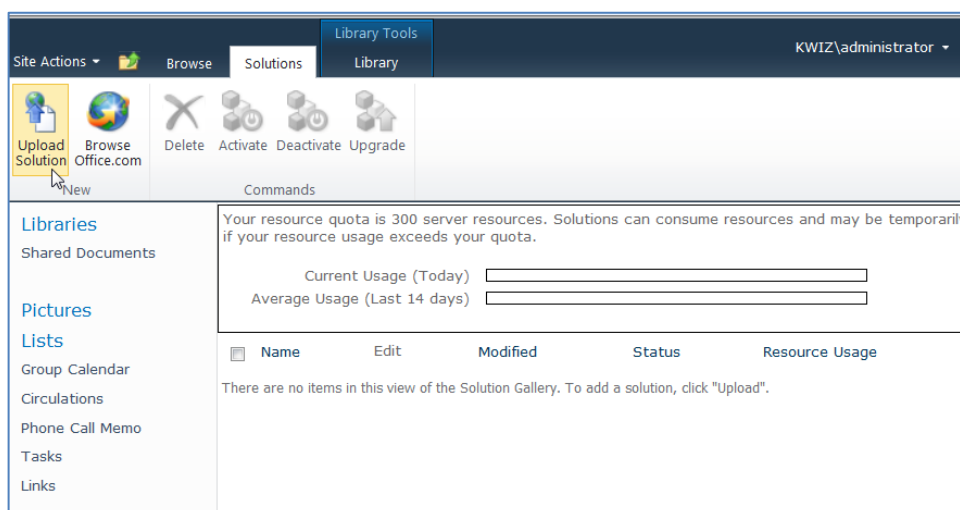 Library Tools
KWIZ\administrator
Site Actions Browse Solutions Library
Upload Solution
Browse Office.com
Delete Activate Deactivate Upgrade
New Commands
Libraries
Shared Documents
Pictures
Lists
Group Calendar
Circulations
Phone Call Memo
Tasks
Links
Your resource quota is 300 server resources. Solutions can consume resources and may be temporaril
if your resource usage exceeds your quota.
Current Usage (Today)
Average Usage (Last 14 days)
Name Edit Modified Status Resource Usage
There are no items in this view of the Solution Gallery. To add a solution, click "Upload".